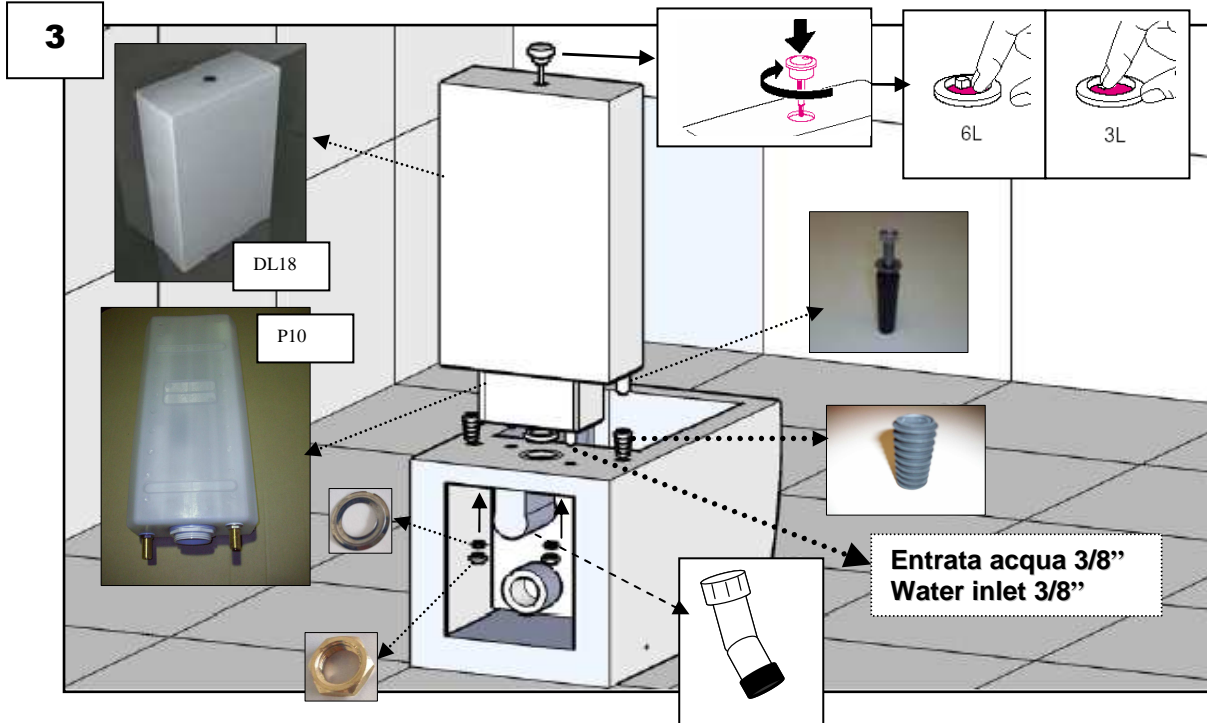 3
6L
3L
DL18
P10
Entrata acqua 3/8”
Water inlet 3/8”